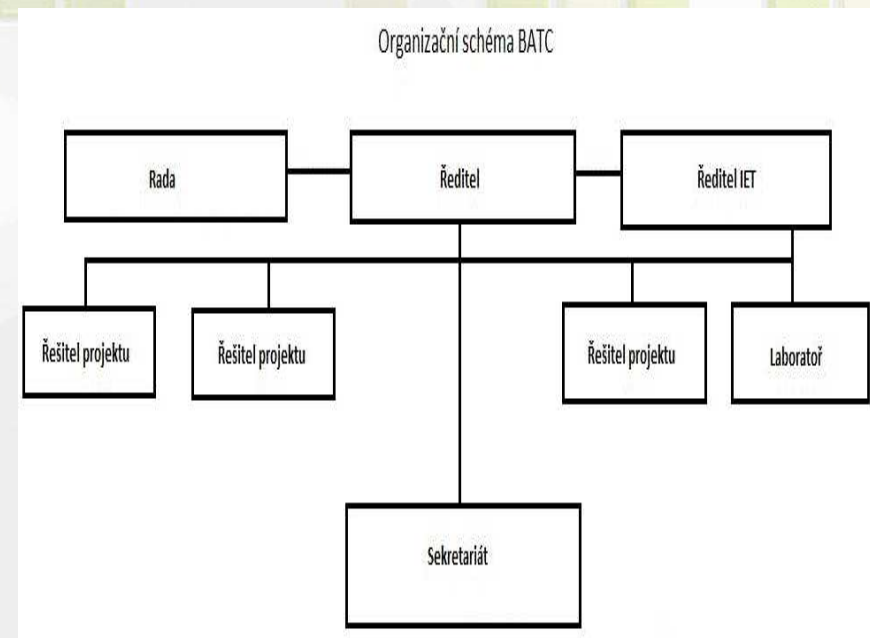 Organizační schéma BATC
Rada
Ředitel
Ředitel IET
Řešitel projektu
Řešitel projektu
Řešitel projektu
Laboratoř
Sekretariát